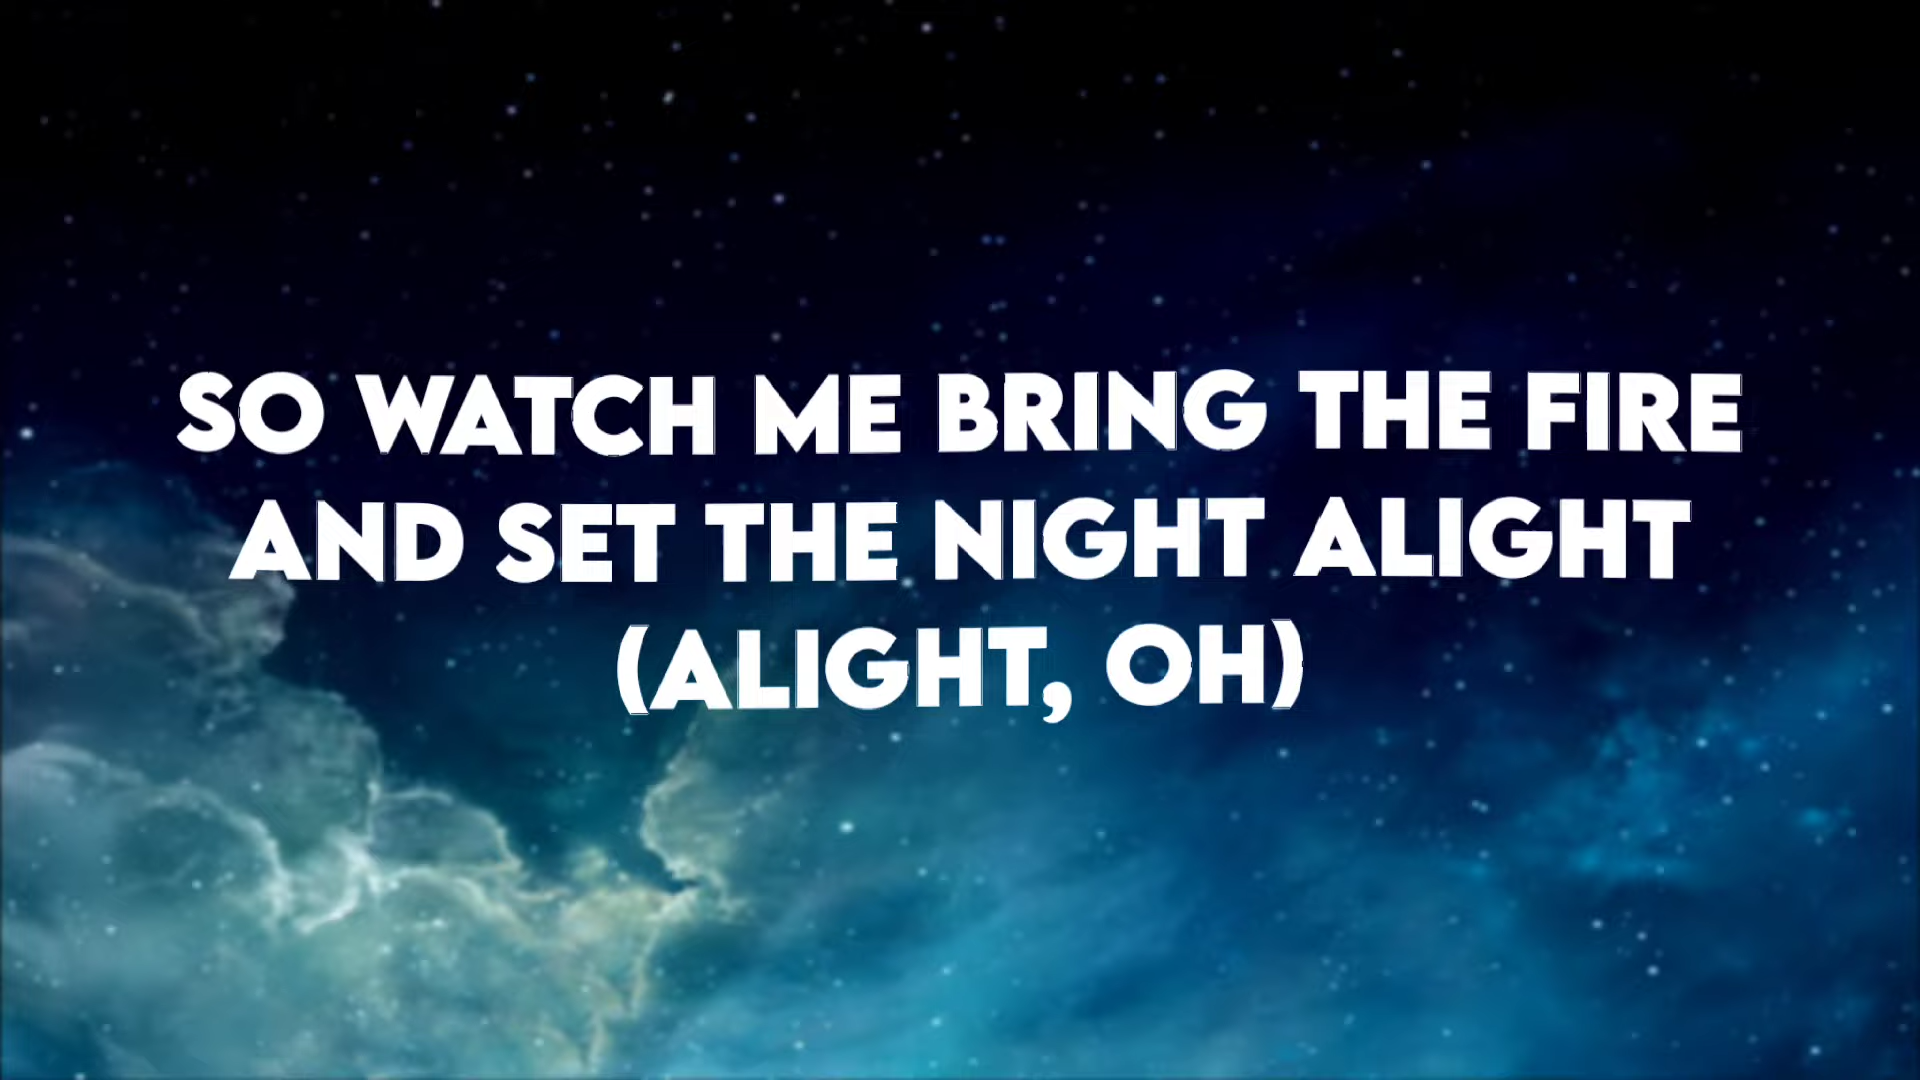 SO WATCH ME BRING THE FIRE
AND SET THE NIGHT ALIGHT
(ALIGHT, OH)